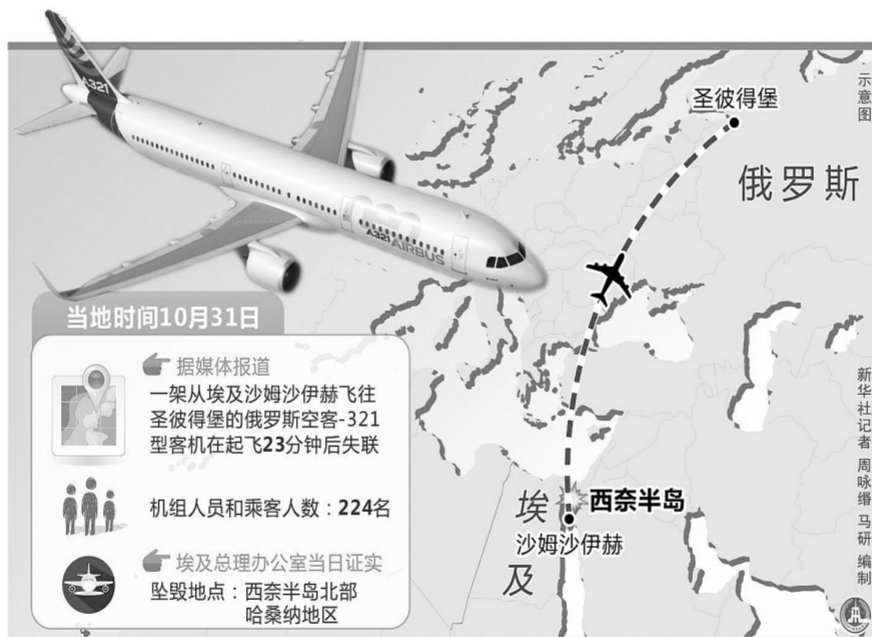 A321
A321
AIRBUS
示意图
圣彼得堡
俄罗斯
当地时间10月31日
据媒体报道
一架从埃及沙姆沙伊赫飞往
圣彼得堡的俄罗斯空客-321
型客机在起飞23分钟后失联
机组人员和乘客人数：224名
埃及总理办公室当日证实
坠毁地点：西奈半岛北部
哈桑纳地区
西奈半岛
沙姆沙伊赫
埃及
新华社记者 周咏缗 马研 编制